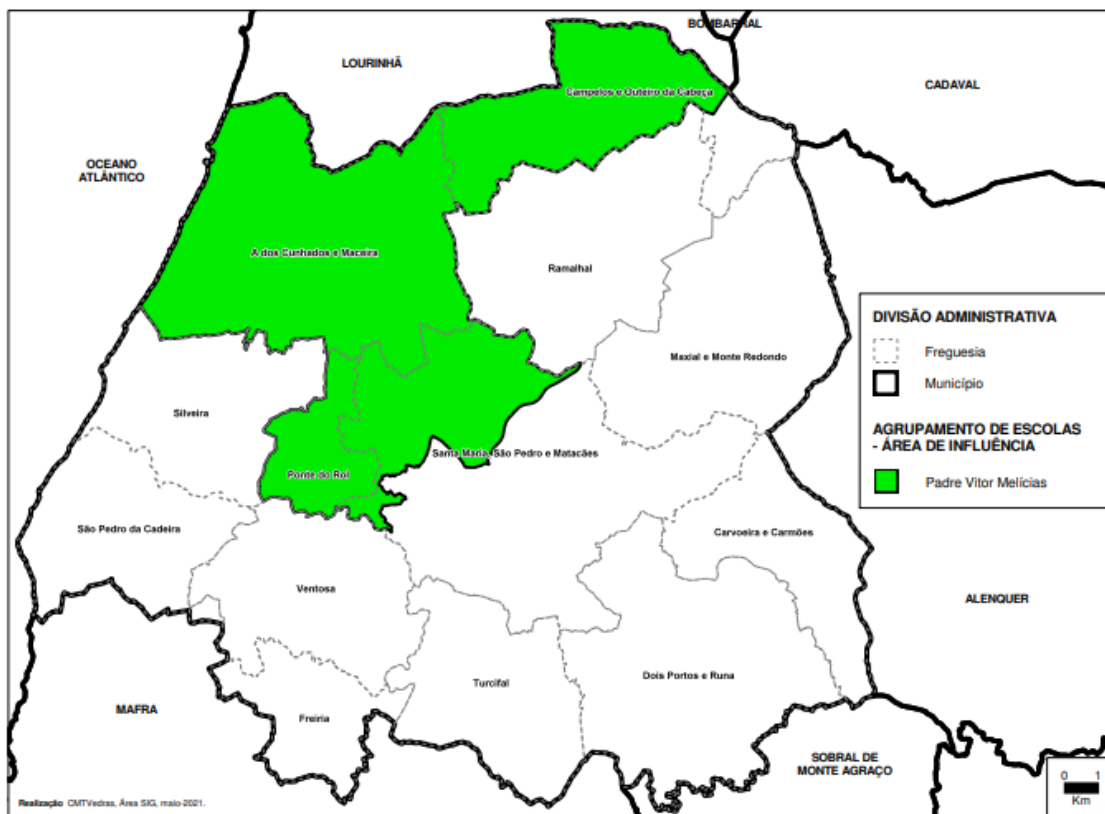 BOMBARRAL
LOURINHÃ
CADAVAL
Campelos e Outeiro da Cabeça
OCEANO
ATLÂNTICO
A dos Cunhados e Maceira
Ramalhal
Maxial e Monte Redondo
Silveira
Santa Maria, São Pedro e Matacães
Ponte do Rol
São Pedro da Cadeira
Carvoeira e Carmões
Ventosa
ALENQUER
Turcifal
Dois Portos e Runa
MAFRA
Freiria
SOBRAL DE
MONTE AGRAÇO
DIVISÃO ADMINISTRATIVA
Freguesia
Município
AGRUPAMENTO DE ESCOLAS
- ÁREA DE INFLUÊNCIA
Padre Vitor Melícias
0 1
Km
Realização CMTVedras, Área SIG, maio-2021.